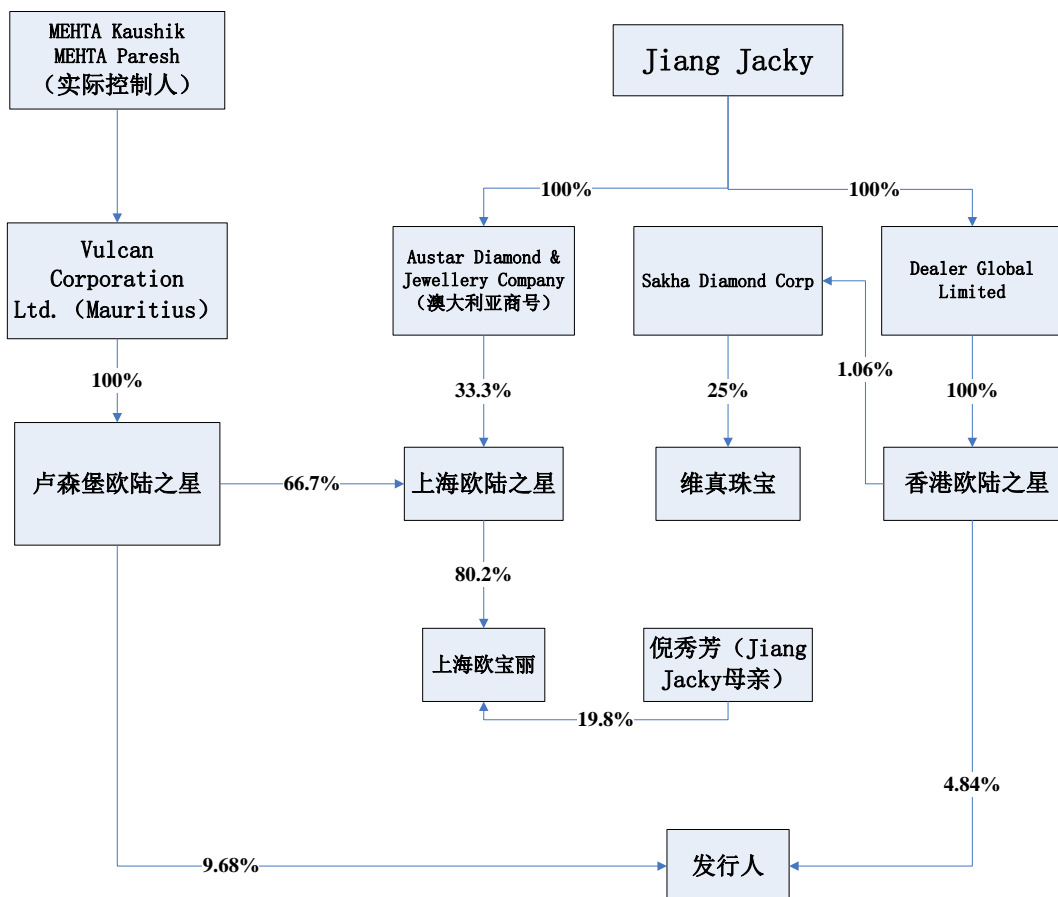 MEHTA Kaushik
MEHTA Paresh
（实际控制人）
Jiang Jacky
100%
100%
Vulcan
Corporation
Ltd.（Mauritius）
Austar Diamond &
Jewellery Company
（澳大利亚商号）
Sakha Diamond Corp
Dealer Global
Limited
100%
33.3%
25%
1.06%
100%
卢森堡欧陆之星
66.7%
上海欧陆之星
维真珠宝
香港欧陆之星
80.2%
上海欧宝丽
倪秀芳（Jiang
Jacky母亲）
19.8%
4.84%
9.68%
发行人